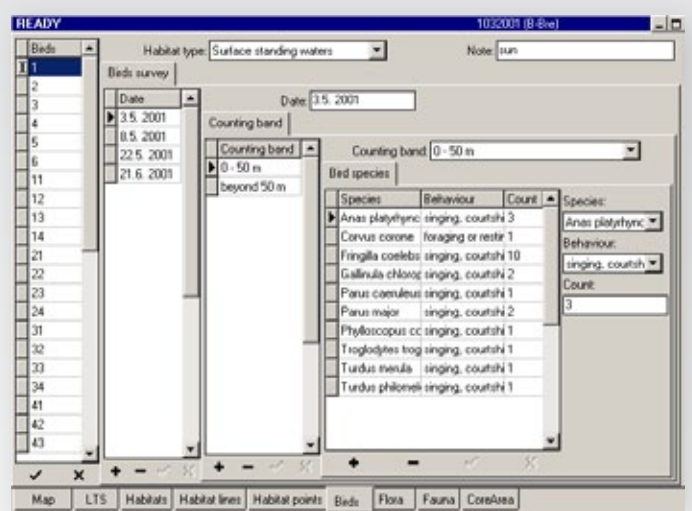 READY 1032001 (B-Bre)
Beds
1
2
3
4
5
6
11
12
13
14
21
22
23
24
31
32
33
34
41
42
43
Habitat type: Surface standing waters
Note: sun
Birds survey
Date
3.5. 2001
8.5. 2001
22.5. 2001
21.6. 2001
Date: 3.5. 2001
Counting band
Counting band
0 - 50 m
beyond 50 m
Counting band: 0 - 50 m
Bird species
Species Behaviour Count
Anas platyrhync singing, courtshi 3
Corvus corone foraging or restir 1
Fringilla coelebs singing, courtshi 10
Gallinula chlorop singing, courtshi 2
Parus caeruleus singing, courtshi 1
Parus major singing, courtshi 2
Phylloscopus cc singing, courtshi 1
Troglodytes trog singing, courtshi 1
Turdus merula singing, courtshi 1
Turdus philomel singing, courtshi 1
Species:
Anas platyrhync
Behaviour:
singing, courtsh
Count:
3
Map LTS Habitats Habitat lines Habitat points Birds Flora Fauna CoreArea